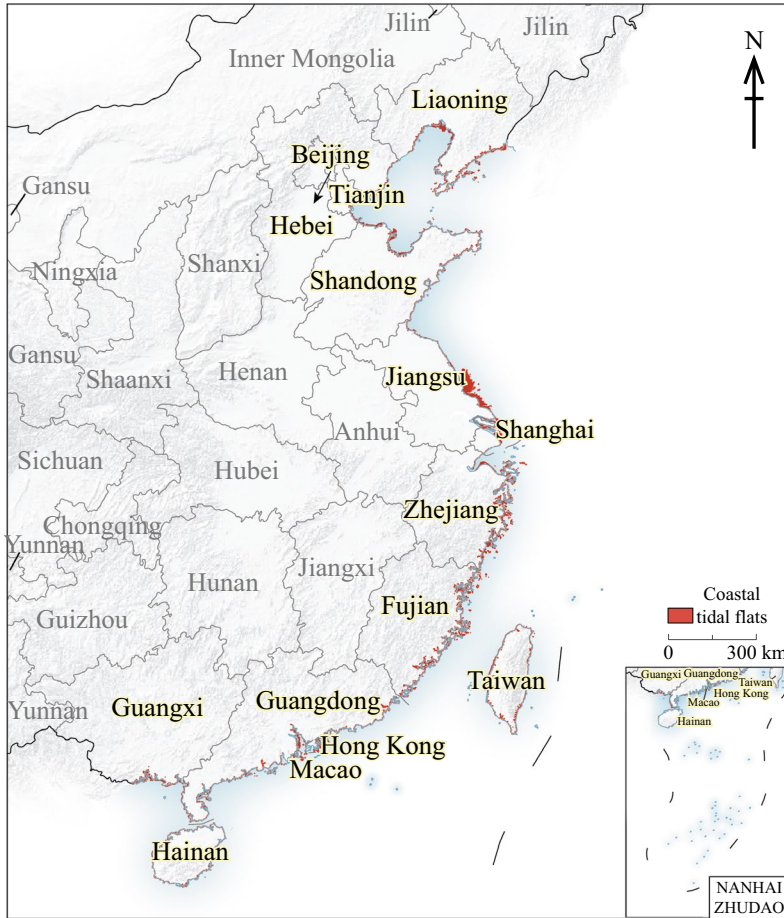 Jilin
Jilin
N
Inner Mongolia
Liaoning
Beijing
Gansu
Tianjin
Hebei
Shanxi
Ningxia
Shandong
Gansu
Shaanxi
Henan
Jiangsu
Anhui
Shanghai
Sichuan
Hubei
Zhejiang
Chongqing
Yunnan
Hunan
Jiangxi
Fujian
Guizhou
Coastal
tidal flats
0 300 km
Taiwan
Guangxi
Guangdong
Yunnan
Hong Kong
Macao
Hainan
Guangxi
Guangdong
Taiwan
Hong Kong
Macao
Hainan
NANHAI
ZHUDAO